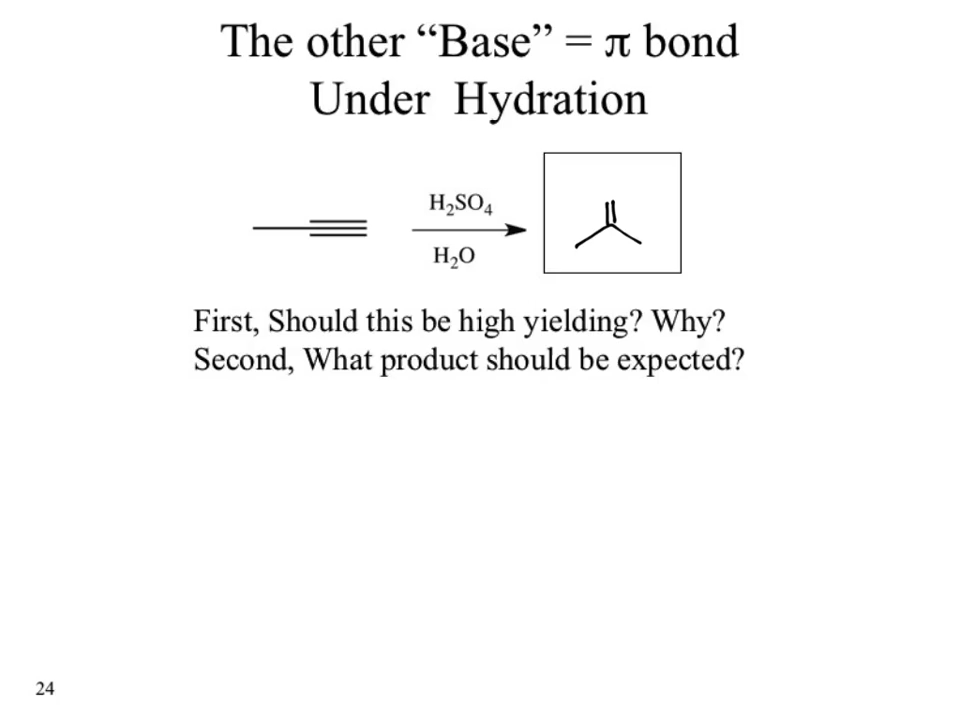 The other “Base” = π bond
Under Hydration
H₂SO₄
H₂O
First, Should this be high yielding? Why?
Second, What product should be expected?
24